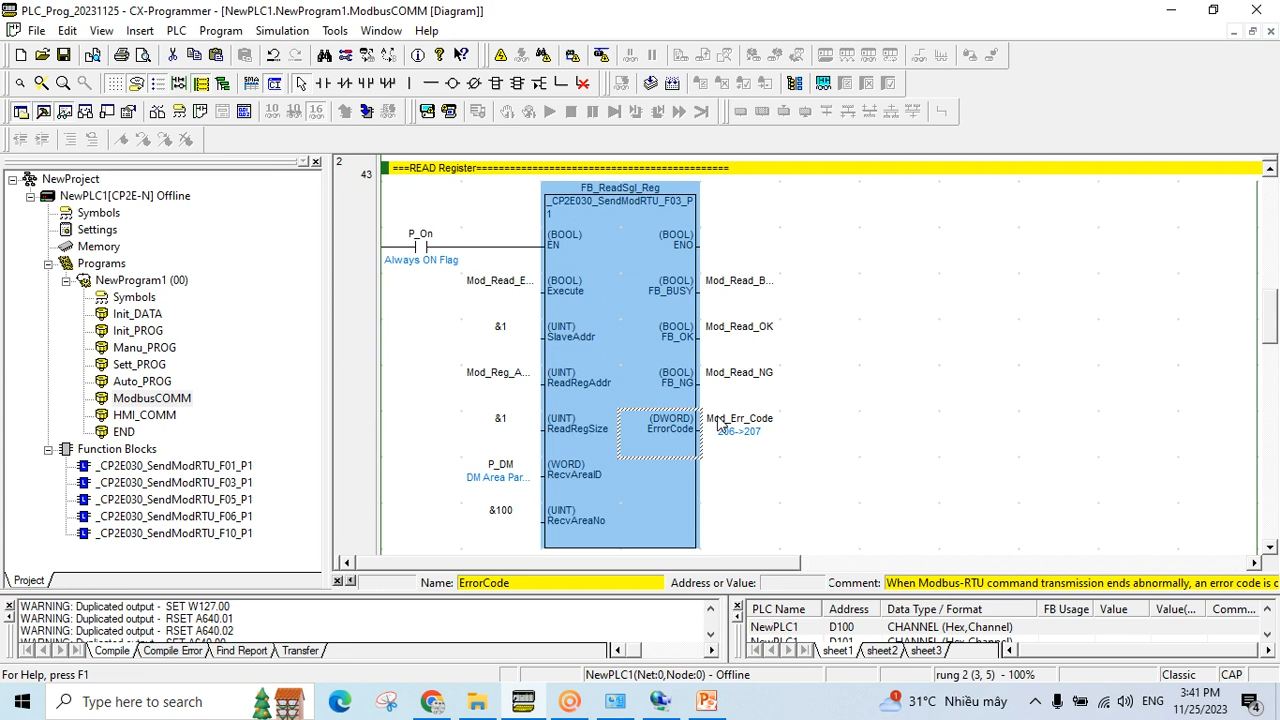 PLC_Prog_20231125 - CX-Programmer - [NewPLC1.NewProgram1.ModbusCOMM [Diagram]]
File Edit View Insert PLC Program Simulation Tools Window Help
10 10 16
NewProject
NewPLC1[CP2E-N] Offline
Symbols
Settings
Memory
Programs
NewProgram1 (00)
Symbols
Init_DATA
Init_PROG
Manu_PROG
Sett_PROG
Auto_PROG
ModbusCOMM
HMI_COMM
END
Function Blocks
_CP2E030_SendModRTU_F01_P1
_CP2E030_SendModRTU_F03_P1
_CP2E030_SendModRTU_F05_P1
_CP2E030_SendModRTU_F06_P1
_CP2E030_SendModRTU_F10_P1
Project
2
43
===READ Register=============================================
FB_ReadSgl_Reg
_CP2E030_SendModRTU_F03_P
1
P_On
Always ON Flag
(BOOL) (BOOL)
EN ENO
Mod_Read_E... (BOOL) (BOOL) Mod_Read_B...
Execute FB_BUSY
&1 (UINT) (BOOL) Mod_Read_OK
SlaveAddr FB_OK
Mod_Reg_A... (UINT) (BOOL) Mod_Read_NG
ReadRegAddr FB_NG
&1 (UINT) (DWORD) Mod_Err_Code
ReadRegSize ErrorCode 206->207
P_DM (WORD)
DM Area Par... RecvAreaID
&100 (UINT)
RecvAreaNo
Name: ErrorCode Address or Value: Comment: When Modbus-RTU command transmission ends abnormally, an error code is c
WARNING: Duplicated output - SET W127.00
WARNING: Duplicated output - RSET A640.01
WARNING: Duplicated output - RSET A640.02
Compile Compile Error Find Report Transfer
PLC Name Address Data Type / Format FB Usage Value Value(... Comm...
NewPLC1 D100 CHANNEL (Hex,Channel)
NewPLC1 D101 CHANNEL (Hex,Channel)
sheet1 sheet2 sheet3
For Help, press F1 NewPLC1(Net:0,Node:0) - Offline rung 2 (3, 5) - 100% Classic CAP
Type here to search
31°C Nhiều mây
3:41 PM
11/25/2023
4